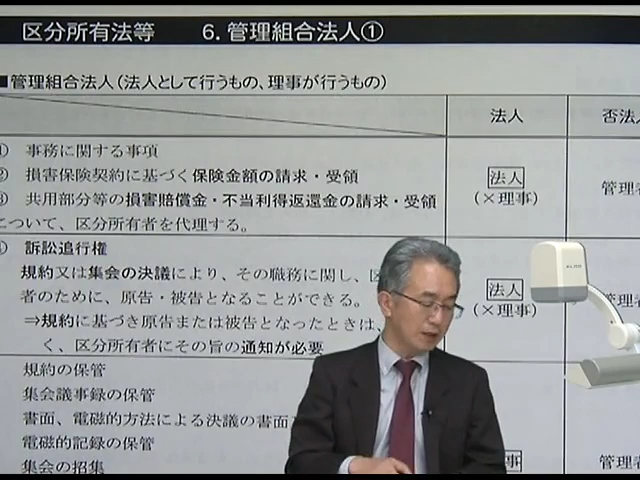 区分所有法等　6. 管理組合法人①
■管理組合法人(法人として行うもの、理事が行うもの)
法人　否法人
① 事務に関する事項
② 損害保険契約に基づく保険金額の請求・受領
③ 共用部分等の損害賠償金・不当利得返還金の請求・受領
について、区分所有者を代理する。
法人
(×理事)
管理者
④ 訴訟追行権
規約又は集会の決議により、その職務に関し、区
者のために、原告・被告となることができる。
⇒規約に基づき原告または被告となったときは、
く、区分所有者にその旨の通知が必要
法人
(×理事)
管理者
規約の保管
集会議事録の保管
書面、電磁的方法による決議の書面
電磁的記録の保管
集会の招集
事
管理者